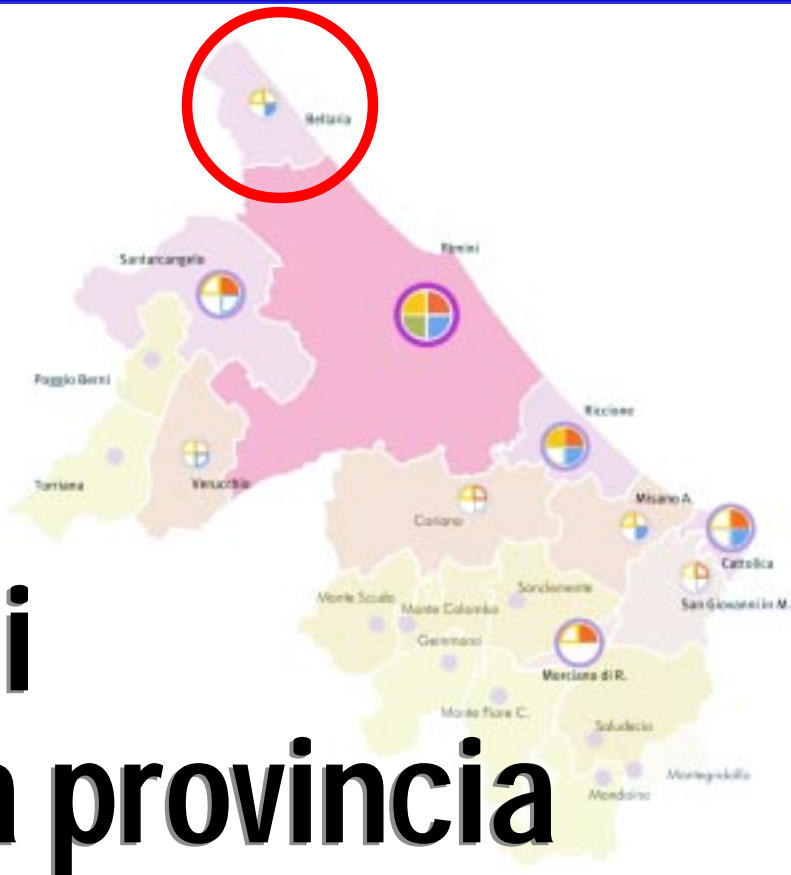 Bellaria
Rimini
Santarcangelo
Poggio Berni
Riccione
Torriana
Verucchio
Misano A.
Coriano
Cattolica
Sanclemente
Monte Scudo
San Giovanni in M.
Monte Colombo
Gemmano
Morciano di R.
Monte Fiore C.
Saludecio
Montegridolfo
Mondaino
i
a provincia